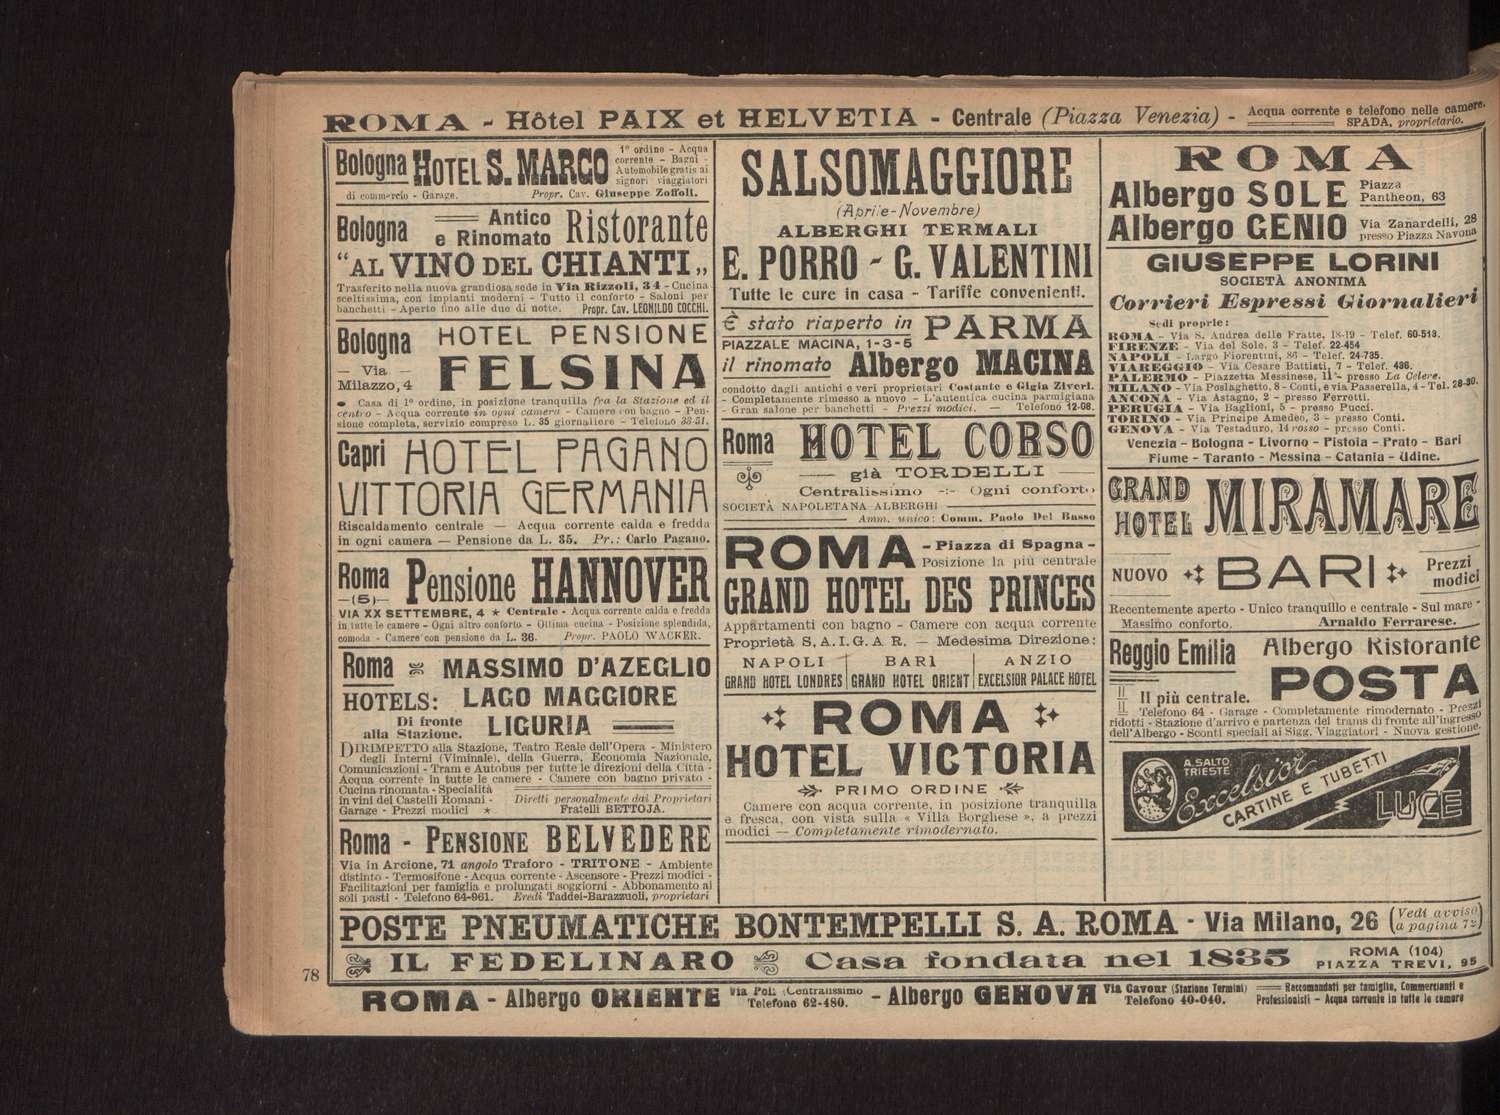 ROMA - Hôtel PAIX et HELVETIA - Centrale (Piazza Venezia) - Acqua corrente e telefono nelle camere.
SPADA, proprietario.
Bologna HOTEL S. MARCO 1° ordine - Acqua
corrente - Bagni -
Automobile gratis ai
signori viaggiatori
di commercio - Garage. Propr. Cav. Giuseppe Zoffoli.
Bologna Antico
e Rinomato Ristorante
"AL VINO DEL CHIANTI„
Trasferito nella nuova grandiosa sede in Via Rizzoli, 34 - Cucina
sceltissima, con impianti moderni - Tutto il confort - Saloni per
banchetti - Aperto fino alle due di notte. Propr. Cav. LEONILDO COCCHI.
Bologna HOTEL PENSIONE
— Via —
Milazzo, 4 FELSINA
Casa di 1° ordine, in posizione tranquilla fra la Stazione ed il
centro - Acqua corrente in ogni camera - Camere con bagno - Pen-
sione completa, servizio compreso L. 35 giornaliere - Telefono 33-51.
Capri HOTEL PAGANO
VITTORIA GERMANIA
Riscaldamento centrale — Acqua corrente calda e fredda
in ogni camera — Pensione da L. 35. Pr.: Carlo Pagano.
Roma
—(5)— Pensione HANNOVER
VIA XX SETTEMBRE, 4 ★ Centrale - Acqua corrente calda e fredda
in tutte le camere - Ogni altro conforto - Ottima cucina - Posizione splendida,
comoda - Camere con pensione da L. 36. Propr. PAOLO WACKER.
Roma MASSIMO D'AZEGLIO
HOTELS: LAGO MAGGIORE
Di fronte
alla Stazione. LIGURIA
DIRIMPETTO alla Stazione, Teatro Reale dell'Opera - Ministero
degli Interni (Viminale), della Guerra, Economia Nazionale,
Comunicazioni - Tram e Autobus per tutte le direzioni della Città -
Acqua corrente in tutte le camere - Camere con bagno privato -
Cucina rinomata - Specialità
in vini dei Castelli Romani -
Garage - Prezzi modici ★
Diretti personalmente dai Proprietari
Fratelli BETTOJA.
Roma - PENSIONE BELVEDERE
Via in Arcione, 71 angolo Traforo - TRITONE - Ambiente
distinto - Termosifone - Acqua corrente - Ascensore - Prezzi modici -
Facilitazioni per famiglia e prolungati soggiorni - Abbonamento ai
soli pasti - Telefono 64-961. Eredi Taddei-Barazzuoli, proprietari
SALSOMAGGIORE
(Aprile-Novembre)
ALBERGHI TERMALI
E. PORRO - G. VALENTINI
Tutte le cure in casa - Tariffe convenienti.
È stato riaperto in PARMA
PIAZZALE MACINA, 1-3-5
il rinomato Albergo MACINA
condotto dagli antichi e veri proprietari Costante e Gigia Ziveri.
- Completamente rimesso a nuovo - L'autentica cucina parmigiana
- Gran salone per banchetti - Prezzi modici. — Telefono 12-08.
Roma HOTEL CORSO
già TORDELLI
Centralissimo -:- Ogni conforto
SOCIETÀ NAPOLETANA ALBERGHI
Amm. unico: Comm. Paolo Del Basso
ROMA - Piazza di Spagna -
Posizione la più centrale
GRAND HOTEL DES PRINCES
Appartamenti con bagno - Camere con acqua corrente
Proprietà S. A. I. G. A. R. — Medesima Direzione:
NAPOLI | BARI | ANZIO
GRAND HOTEL LONDRES | GRAND HOTEL ORIENT | EXCELSIOR PALACE HOTEL
ROMA
HOTEL VICTORIA
PRIMO ORDINE
Camere con acqua corrente, in posizione tranquilla
e fresca, con vista sulla « Villa Borghese », a prezzi
modici — Completamente rimodernato.
ROMA
Albergo SOLE Piazza
Pantheon, 63
Albergo GENIO Via Zanardelli, 28
presso Piazza Navona
GIUSEPPE LORINI
SOCIETÀ ANONIMA
Corrieri Espressi Giornalieri
Sedi proprie:
ROMA - Via S. Andrea delle Fratte, 18-19 - Telef. 60-513.
FIRENZE - Via del Sole, 3 - Telef. 22-454
NAPOLI - Largo Fiorentini, 86 - Telef. 24-735.
VIAREGGIO - Via Cesare Battisti, 7 - Telef. 436.
PALERMO - Piazzetta Messinese, 11 - presso La Celere.
MILANO - Via Poslaghetto, 8 - Conti, e via Passerella, 4 - Tel. 28-30.
ANCONA - Via Astagno, 2 - presso Ferrotti.
PERUGIA - Via Baglioni, 5 - presso Pucci.
TORINO - Via Principe Amedeo, 3 - presso Conti.
GENOVA - Via Testaduro, 14 rosso - presso Conti.
Venezia - Bologna - Livorno - Pistoia - Prato - Bari
Fiume - Taranto - Messina - Catania - Udine.
GRAND
HOTEL MIRAMARE
NUOVO BARI Prezzi
modici
Recentemente aperto - Unico tranquillo e centrale - Sul mare -
Massimo conforto. Arnaldo Ferrarese.
Reggio Emilia Albergo Ristorante
Il più centrale. POSTA
Telefono 64 - Garage - Completamente rimodernato - Prezzi
ridotti - Stazione d'arrivo e partenza del trams di fronte all'ingresso
dell'Albergo - Sconti speciali ai Sigg. Viaggiatori - Nuova gestione.
A. SALTO
TRIESTE
Excelsior
CARTINE E TUBETTI
LUCE
POSTE PNEUMATICHE BONTEMPELLI S. A. ROMA - Via Milano, 26 (Vedi avviso
a pagina 72)
78
IL FEDELINARO Casa fondata nel 1835 ROMA (104)
PIAZZA TREVI, 95
ROMA - Albergo ORIENTE Via Poli (Centralissimo
Telefono 62-480. - Albergo GENOVA Via Cavour (Stazione Termini)
Telefono 40-040. Raccomandati per famiglie, Commercianti e
Professionisti - Acqua corrente in tutte le camere